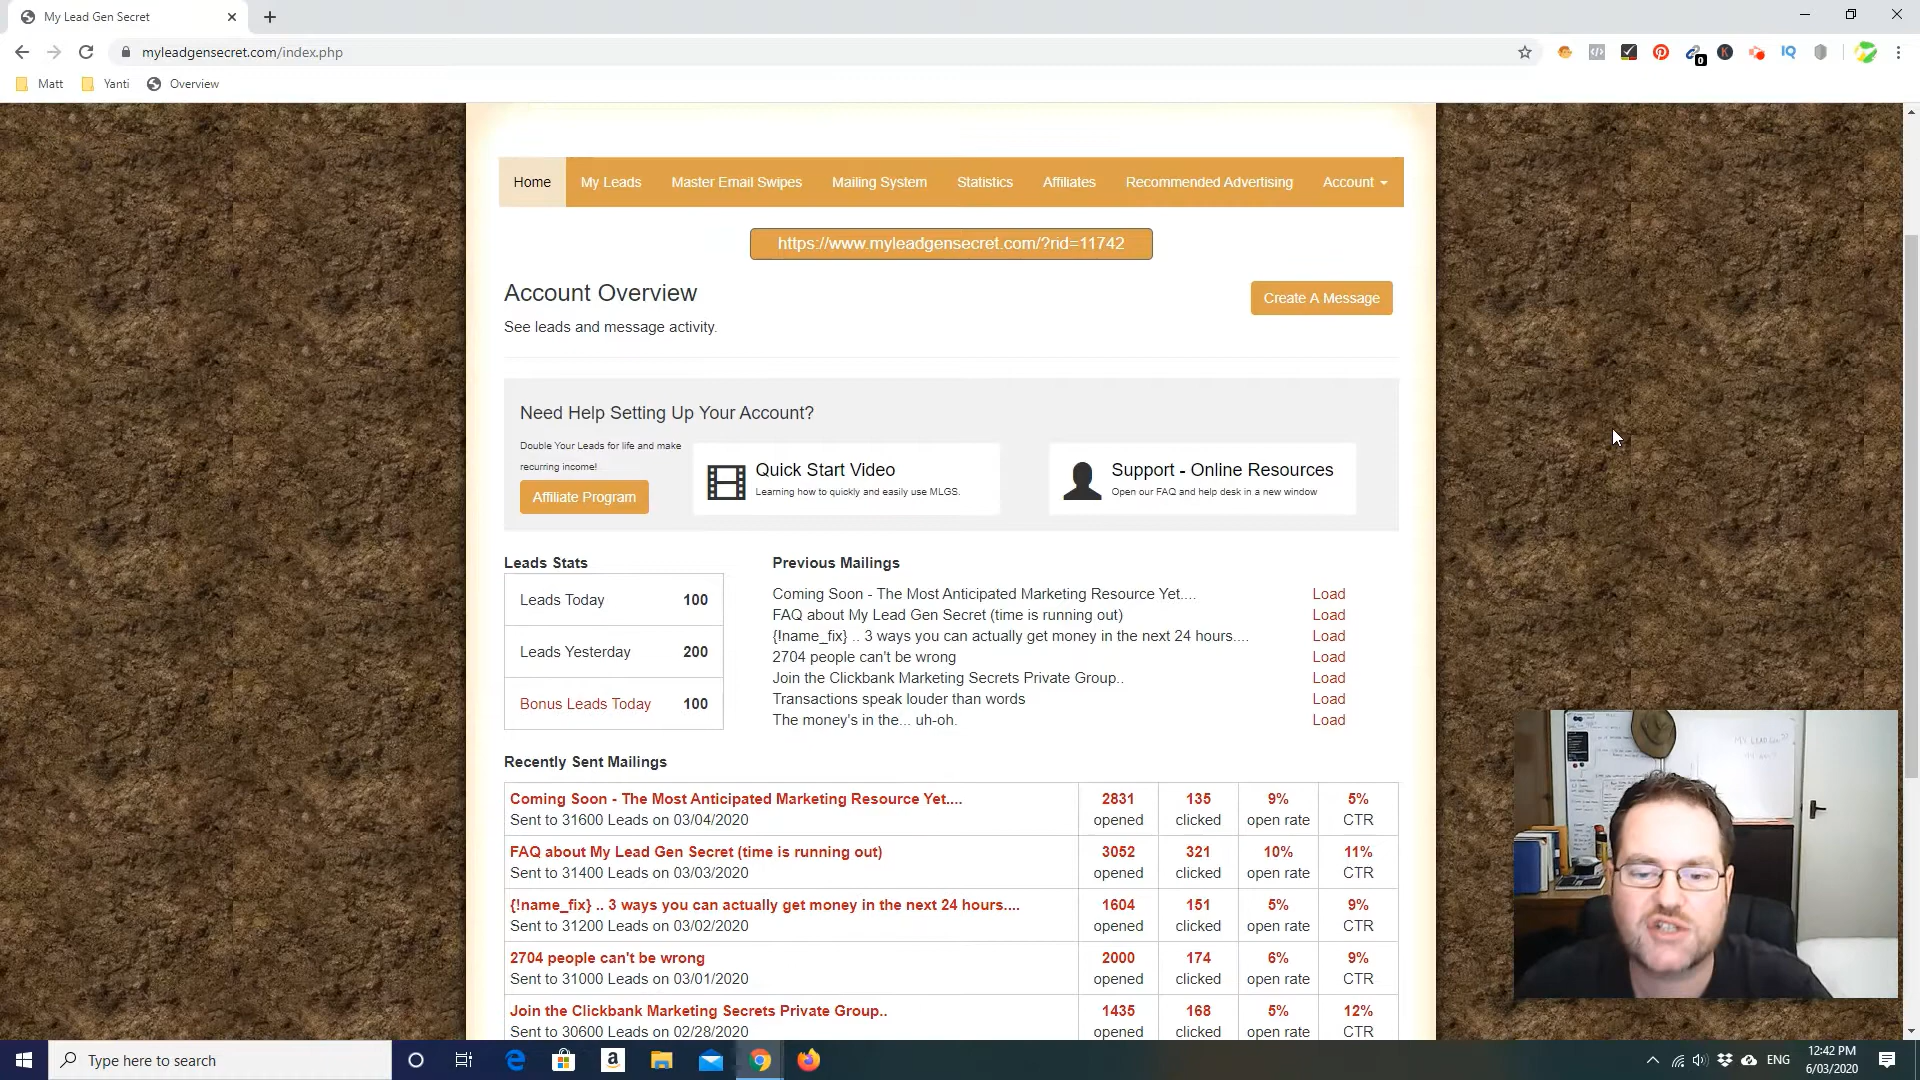 My Lead Gen Secret
myleadgensecret.com/index.php
0
IQ
Matt
Yanti
Overview
Home
My Leads
Master Email Swipes
Mailing System
Statistics
Affiliates
Recommended Advertising
Account
https://www.myleadgensecret.com/?rid=11742
Account Overview
Create A Message
See leads and message activity.
Need Help Setting Up Your Account?
Double Your Leads for life and make
recurring income!
Affiliate Program
Quick Start Video
Learning how to quickly and easily use MLGS.
Support - Online Resources
Open our FAQ and help desk in a new window
Leads Stats
Leads Today 100
Leads Yesterday 200
Bonus Leads Today 100
Previous Mailings
Coming Soon - The Most Anticipated Marketing Resource Yet.... Load
FAQ about My Lead Gen Secret (time is running out) Load
{!name_fix} .. 3 ways you can actually get money in the next 24 hours.... Load
2704 people can't be wrong Load
Join the Clickbank Marketing Secrets Private Group.. Load
Transactions speak louder than words Load
The money's in the... uh-oh. Load
Recently Sent Mailings
Coming Soon - The Most Anticipated Marketing Resource Yet.... 2831 135 9% 5%
Sent to 31600 Leads on 03/04/2020 opened clicked open rate CTR
FAQ about My Lead Gen Secret (time is running out) 3052 321 10% 11%
Sent to 31400 Leads on 03/03/2020 opened clicked open rate CTR
{!name_fix} .. 3 ways you can actually get money in the next 24 hours.... 1604 151 5% 9%
Sent to 31200 Leads on 03/02/2020 opened clicked open rate CTR
2704 people can't be wrong 2000 174 6% 9%
Sent to 31000 Leads on 03/01/2020 opened clicked open rate CTR
Join the Clickbank Marketing Secrets Private Group.. 1435 168 5% 12%
Sent to 30600 Leads on 02/28/2020 opened clicked open rate CTR
Type here to search
ENG
12:42 PM
6/03/2020